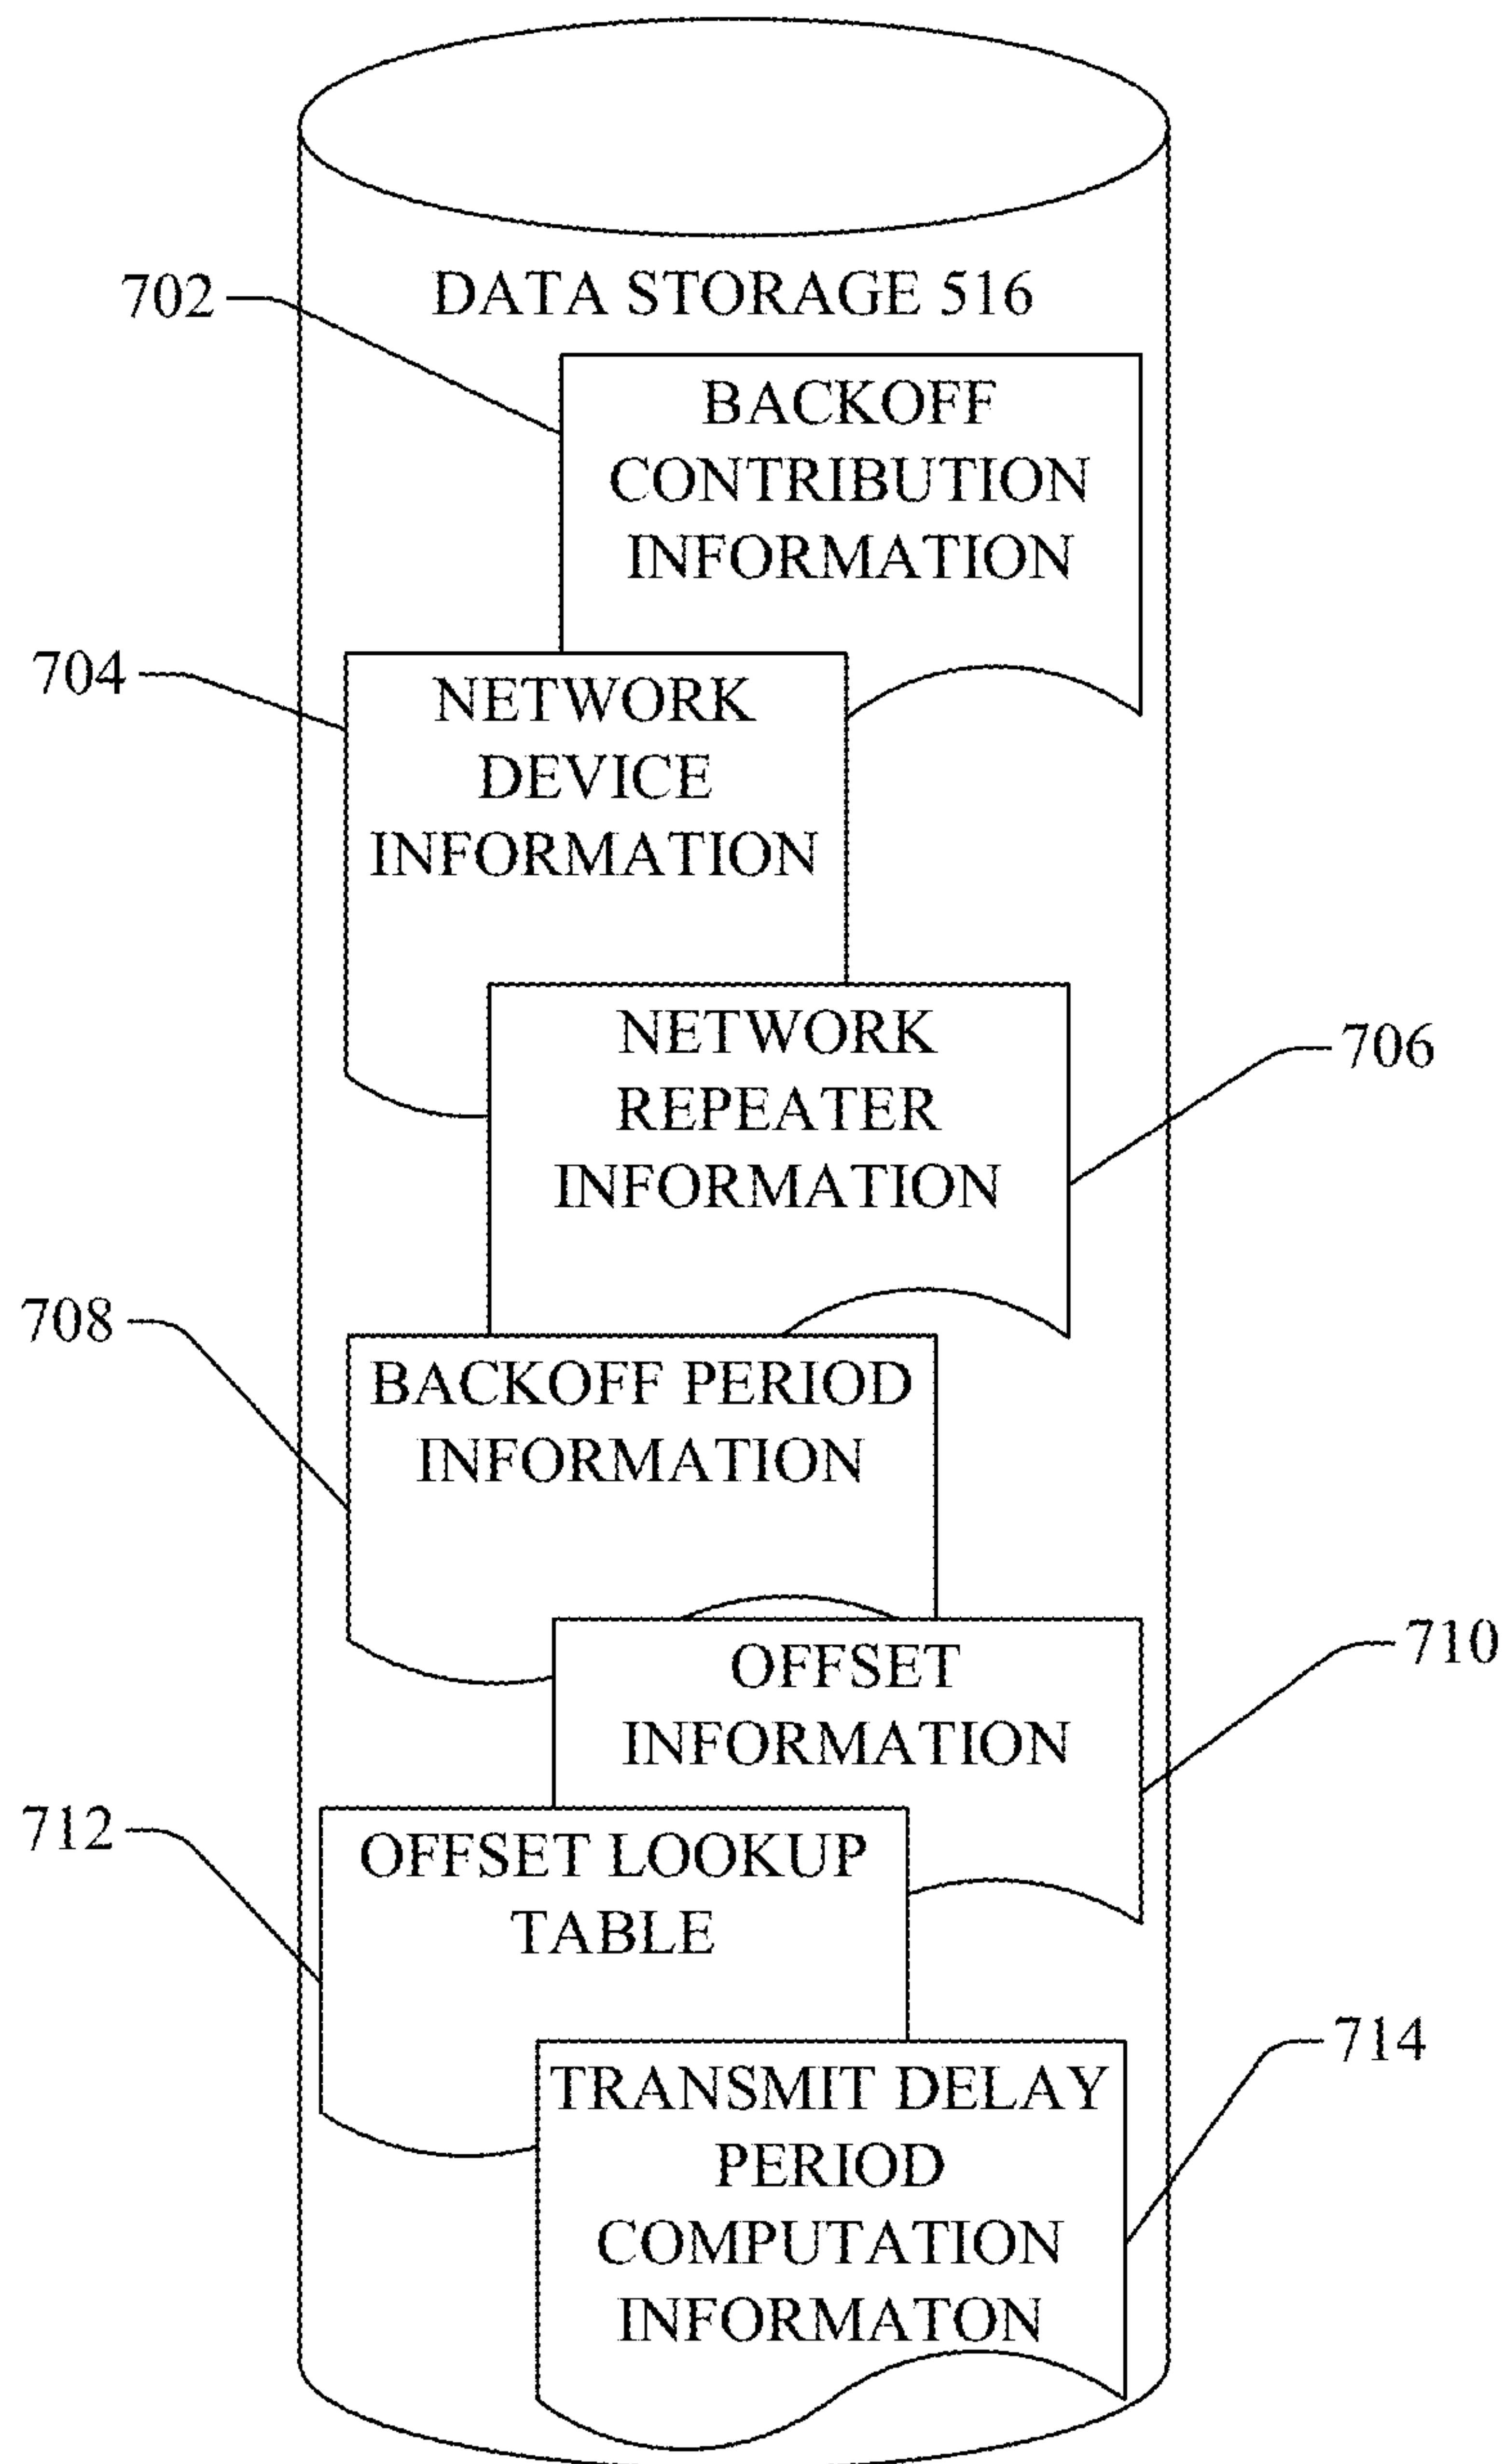 DATA STORAGE 516
702
BACKOFF
CONTRIBUTION
INFORMATION
704
NETWORK
DEVICE
INFORMATION
706
NETWORK
REPEATER
INFORMATION
708
BACKOFF PERIOD
INFORMATION
710
OFFSET
INFORMATION
712
OFFSET LOOKUP
TABLE
714
TRANSMIT DELAY
PERIOD
COMPUTATION
INFORMATON